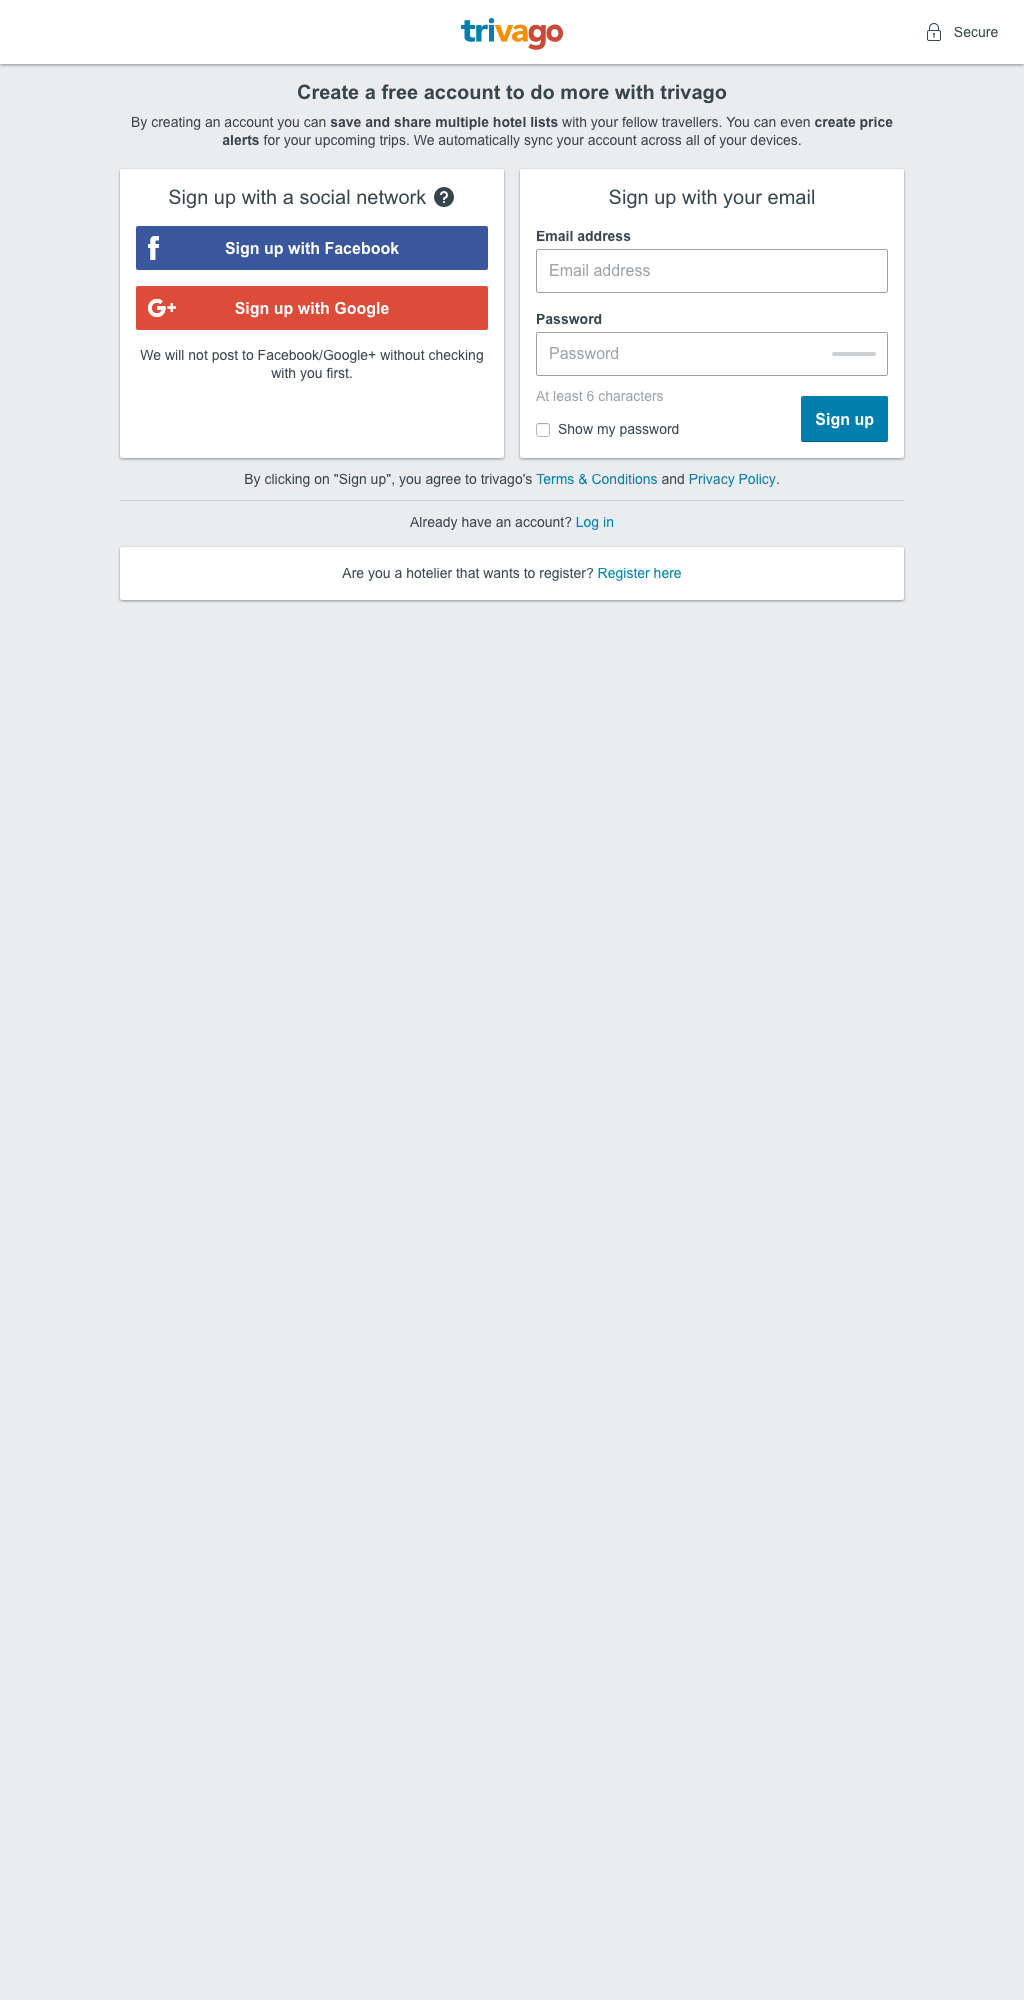 trivago
Secure
Create a free account to do more with trivago
By creating an account you can save and share multiple hotel lists with your fellow travellers. You can even create price
alerts for your upcoming trips. We automatically sync your account across all of your devices.
Sign up with a social network ?
f Sign up with Facebook
G+ Sign up with Google
We will not post to Facebook/Google+ without checking
with you first.
Sign up with your email
Email address
Email address
Password
Password
At least 6 characters
Show my password
Sign up
By clicking on "Sign up", you agree to trivago's Terms & Conditions and Privacy Policy.
Already have an account? Log in
Are you a hotelier that wants to register? Register here